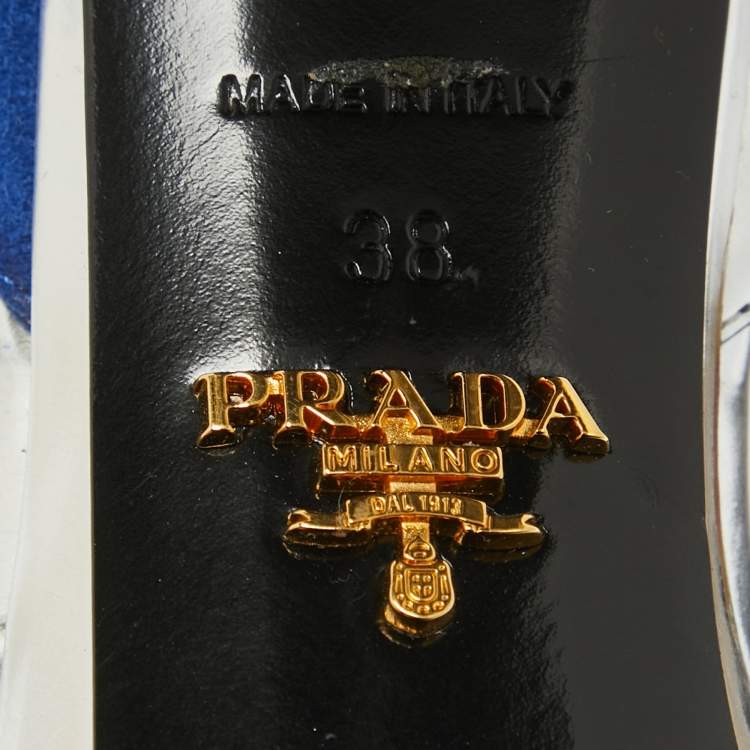 MADE IN ITALY
38
PRADA
MILANO
DAL 1913